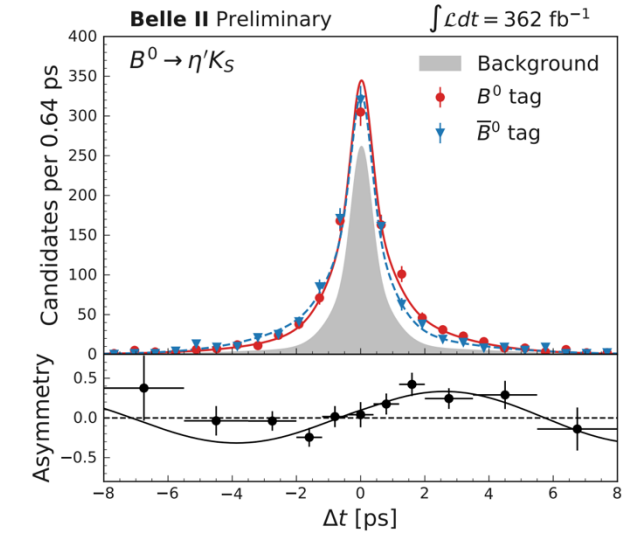 Belle II Preliminary ∫ℒdt = 362 fb⁻¹
400
350
300
250
200
150
100
50
0
Candidates per 0.64 ps
B⁰ → η′K_S
Background
B⁰ tag
B̅⁰ tag
0.5
0.0
−0.5
Asymmetry
−8 −6 −4 −2 0 2 4 6 8
Δt [ps]